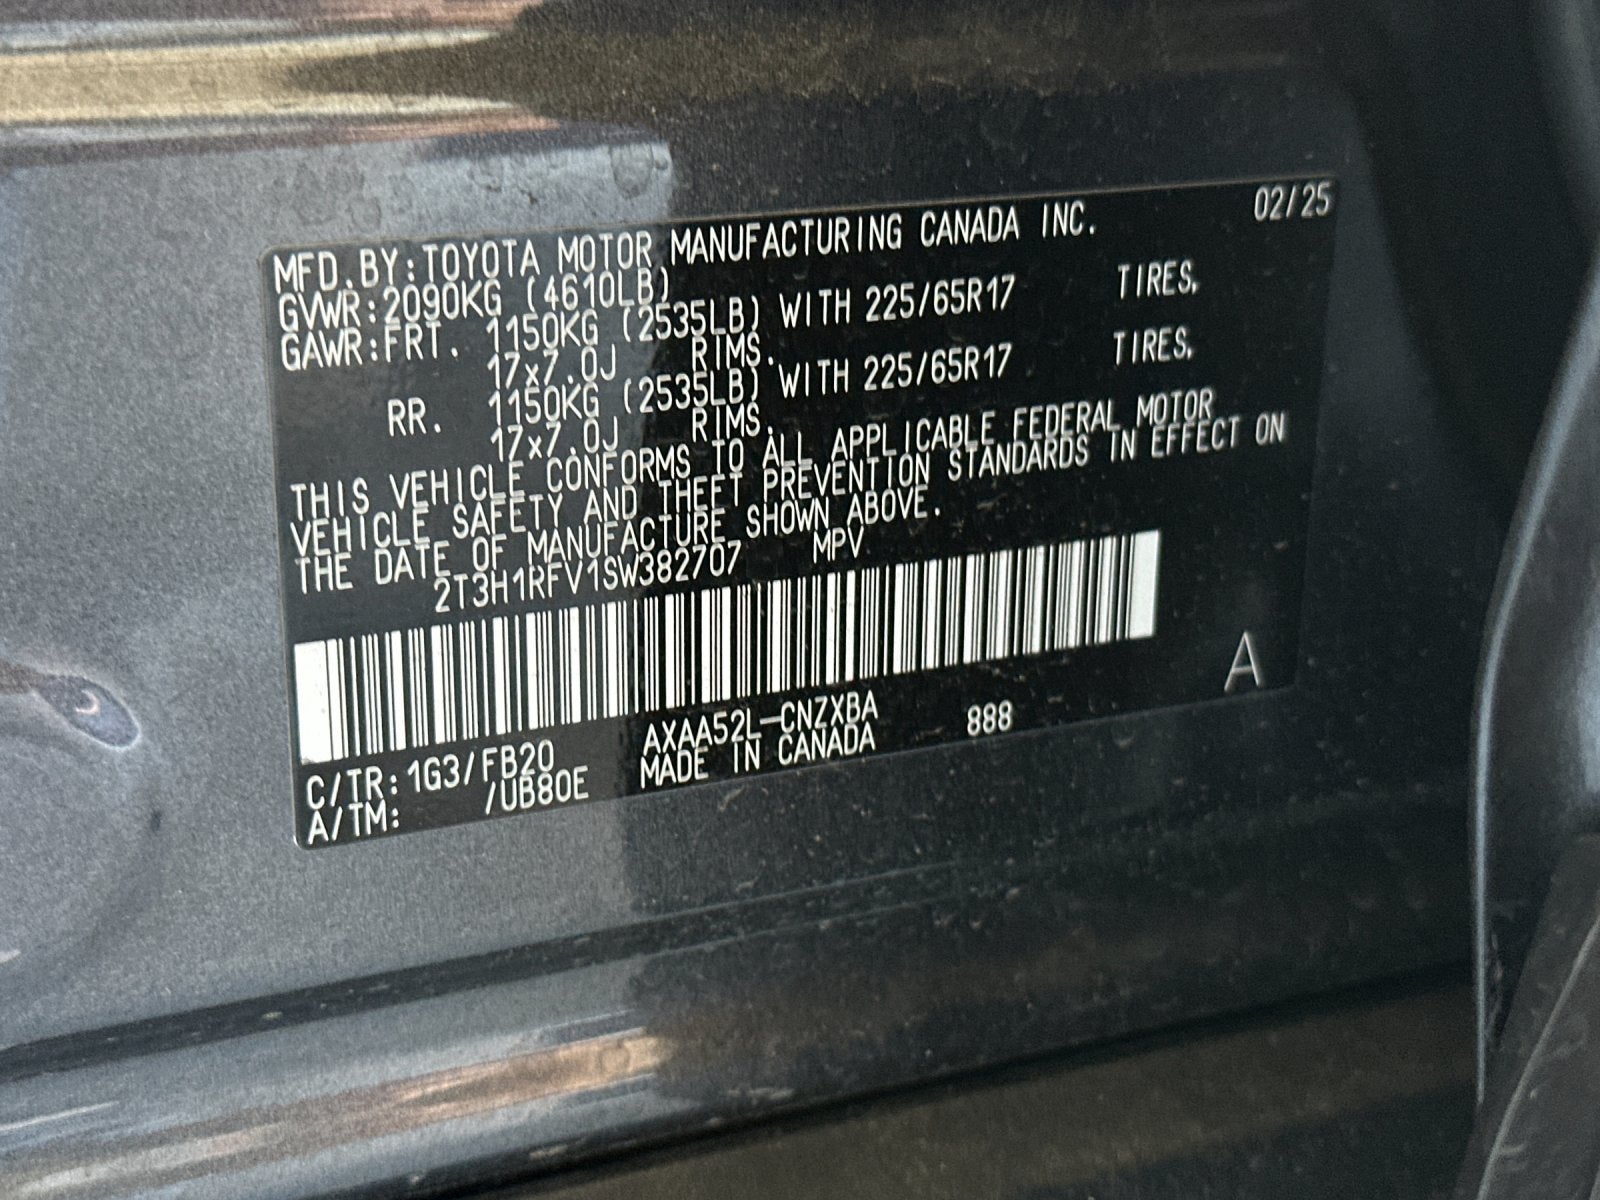 MFD.BY:TOYOTA MOTOR MANUFACTURING CANADA INC. 02/25
GVWR:2090KG (4610LB)
GAWR:FRT. 1150KG (2535LB) WITH 225/65R17 TIRES,
17x7.0J RIMS.
RR. 1150KG (2535LB) WITH 225/65R17 TIRES,
17x7.0J RIMS.
THIS VEHICLE CONFORMS TO ALL APPLICABLE FEDERAL MOTOR
VEHICLE SAFETY AND THEFT PREVENTION STANDARDS IN EFFECT ON
THE DATE OF MANUFACTURE SHOWN ABOVE.
2T3H1RFV1SW382707 MPV
A
AXAA52L-CNZXBA 888
C/TR:1G3/FB20 MADE IN CANADA
A/TM: /UB80E